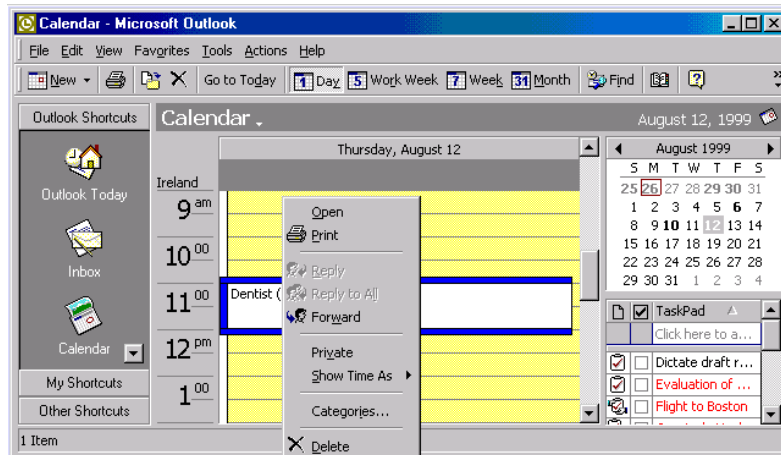 Calendar - Microsoft Outlook
File Edit View Favorites Tools Actions Help
New Go to Today 1 Day 5 Work Week 7 Week 31 Month Find
Outlook Shortcuts
Outlook Today
Inbox
Calendar
My Shortcuts
Other Shortcuts
Calendar. August 12, 1999
Thursday, August 12
Ireland
9 am
10 00
11 00
12 pm
1 00
Dentist (
Open
Print
Reply
Reply to All
Forward
Private
Show Time As
Categories...
Delete
August 1999
S M T W T F S
25 26 27 28 29 30 31
1 2 3 4 5 6 7
8 9 10 11 12 13 14
15 16 17 18 19 20 21
22 23 24 25 26 27 28
29 30 31 1 2 3 4
TaskPad
Click here to a...
Dictate draft r...
Evaluation of ...
Flight to Boston
1 Item